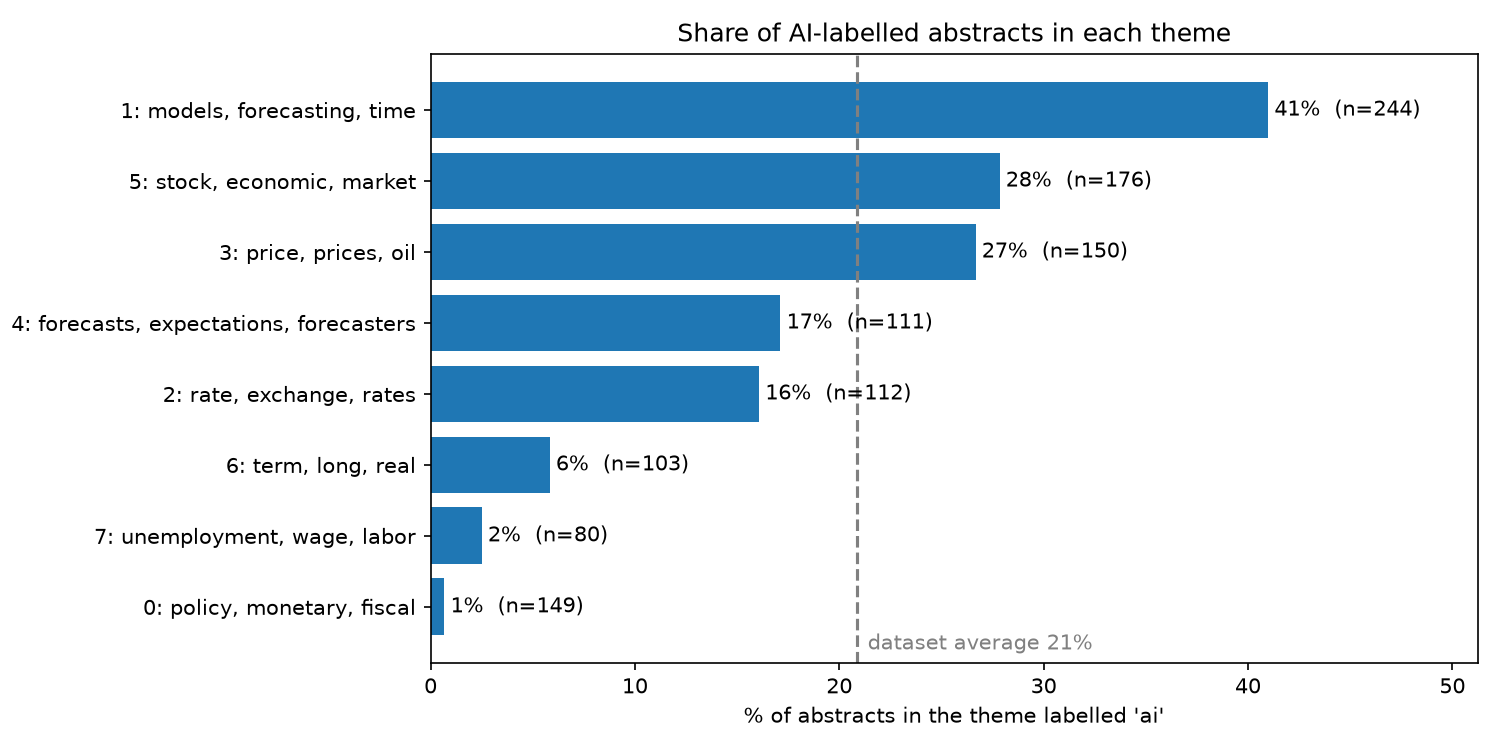 Share of AI-labelled abstracts in each theme
1: models, forecasting, time 41% (n=244)
5: stock, economic, market 28% (n=176)
3: price, prices, oil 27% (n=150)
4: forecasts, expectations, forecasters 17% (n=111)
2: rate, exchange, rates 16% (n=112)
6: term, long, real 6% (n=103)
7: unemployment, wage, labor 2% (n=80)
0: policy, monetary, fiscal 1% (n=149)
dataset average 21%
0 10 20 30 40 50
% of abstracts in the theme labelled 'ai'